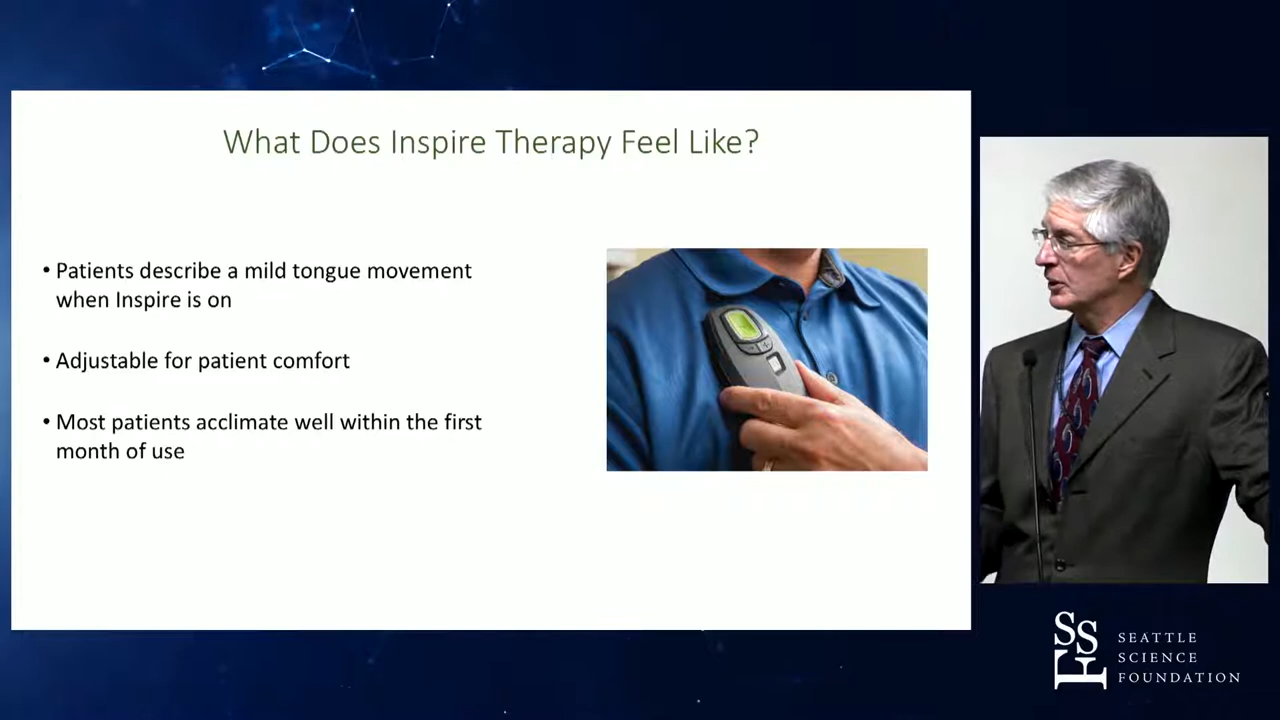 What Does Inspire Therapy Feel Like?
• Patients describe a mild tongue movement
when Inspire is on
• Adjustable for patient comfort
• Most patients acclimate well within the first
month of use
SSF
SEATTLE
SCIENCE
FOUNDATION